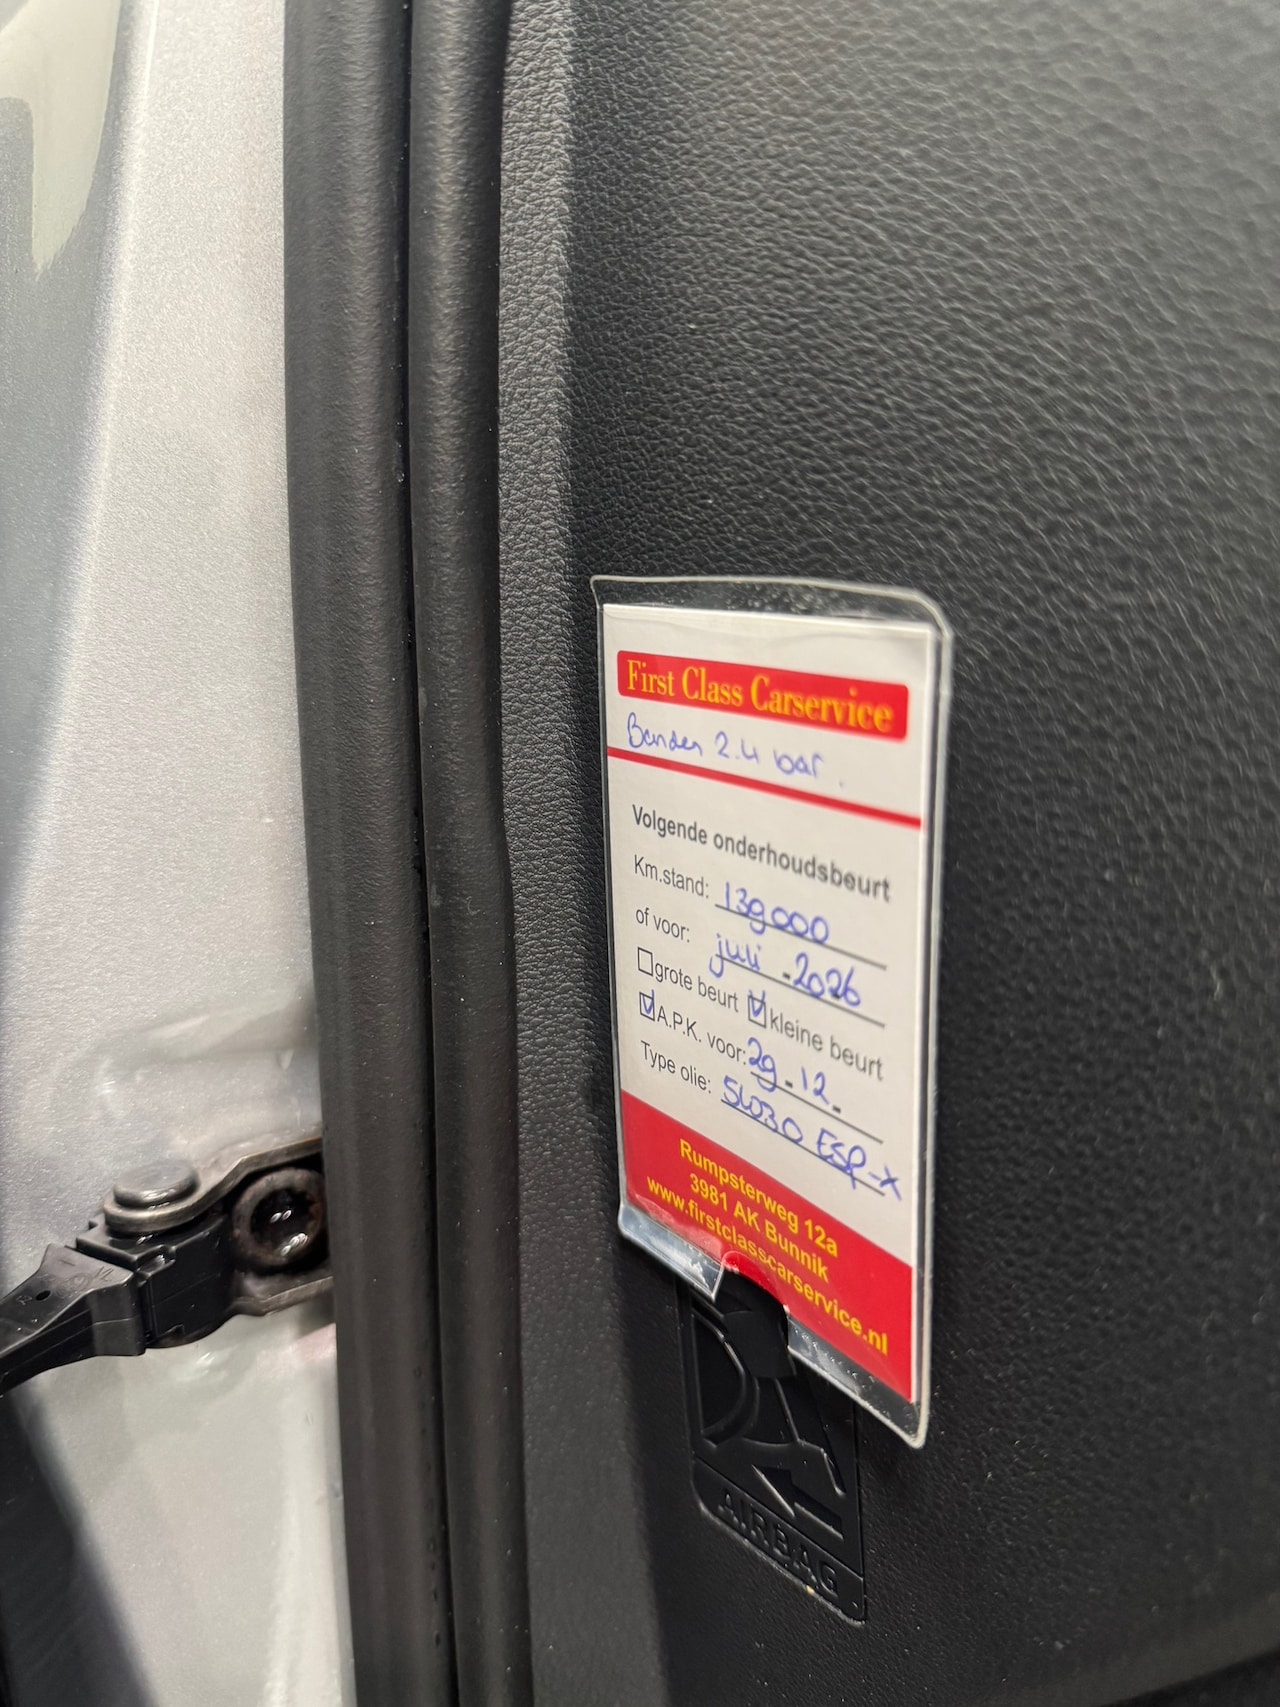 First Class Carservice
Banden 2.4 bar.
Volgende onderhoudsbeurt
Km.stand: 139000
of voor: juli - 2026
grote beurt kleine beurt
A.P.K. voor: 29.12.
Type olie: 5W030 ESP-X
Rumpsterweg 12a
3981 AK Bunnik
www.firstclasscarservice.nl
AIRBAG